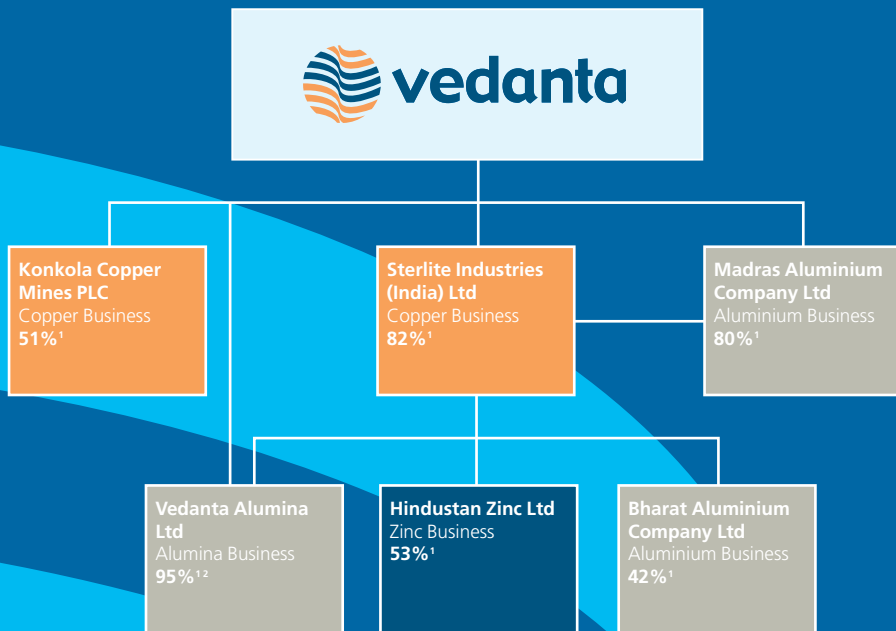 vedanta
Konkola Copper
Mines PLC
Copper Business
51%¹
Sterlite Industries
(India) Ltd
Copper Business
82%¹
Madras Aluminium
Company Ltd
Aluminium Business
80%¹
Vedanta Alumina
Ltd
Alumina Business
95%¹ ²
Hindustan Zinc Ltd
Zinc Business
53%¹
Bharat Aluminium
Company Ltd
Aluminium Business
42%¹